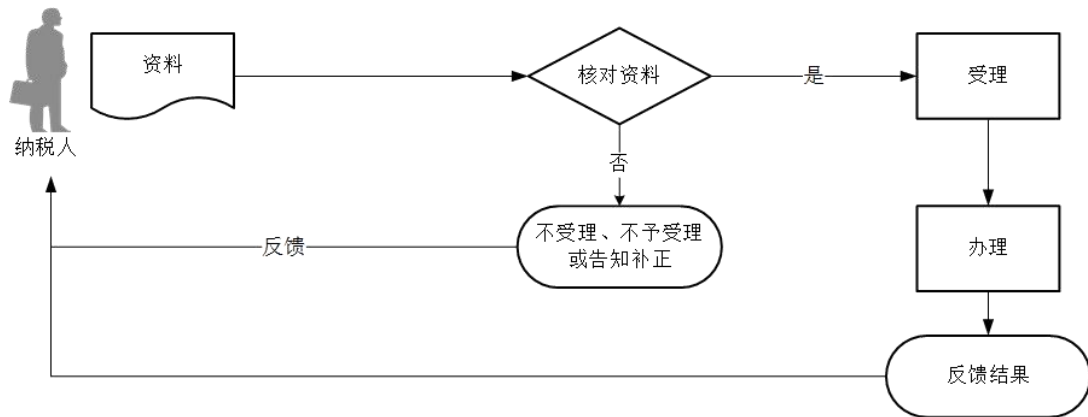 资料
核对资料
是
受理
纳税人
否
不受理、不予受理
或告知补正
反馈
办理
反馈结果